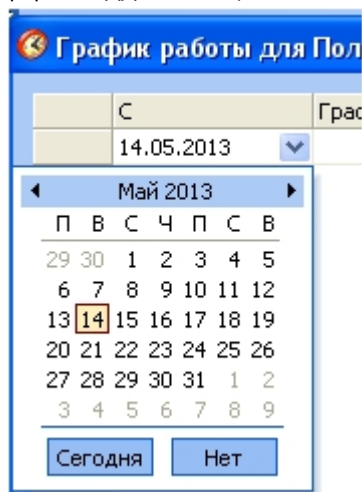 График работы для Пол
С Граф
14.05.2013
Май 2013
П В С Ч П С В
29 30 1 2 3 4 5
6 7 8 9 10 11 12
13 14 15 16 17 18 19
20 21 22 23 24 25 26
27 28 29 30 31 1 2
3 4 5 6 7 8 9
Сегодня Нет